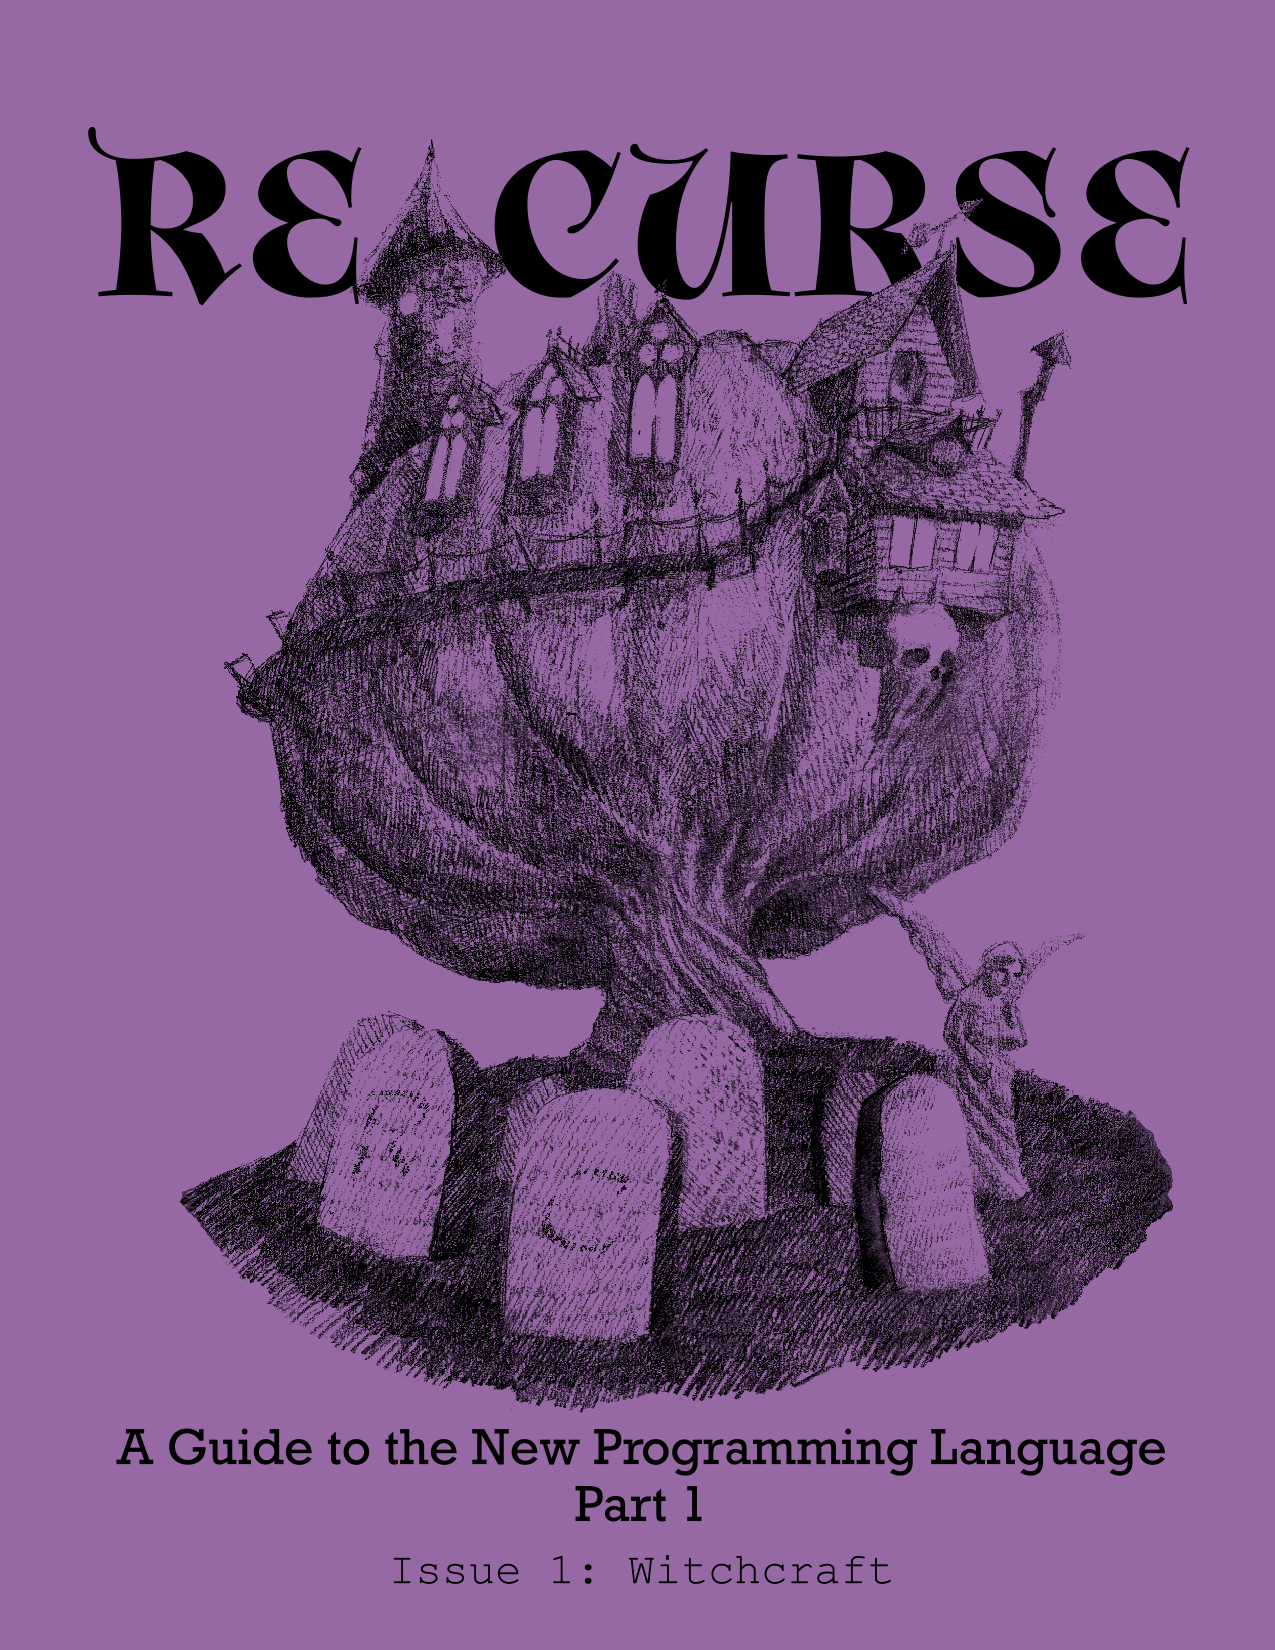 RE CURSE
A Guide to the New Programming Language
Part 1
Issue 1: Witchcraft